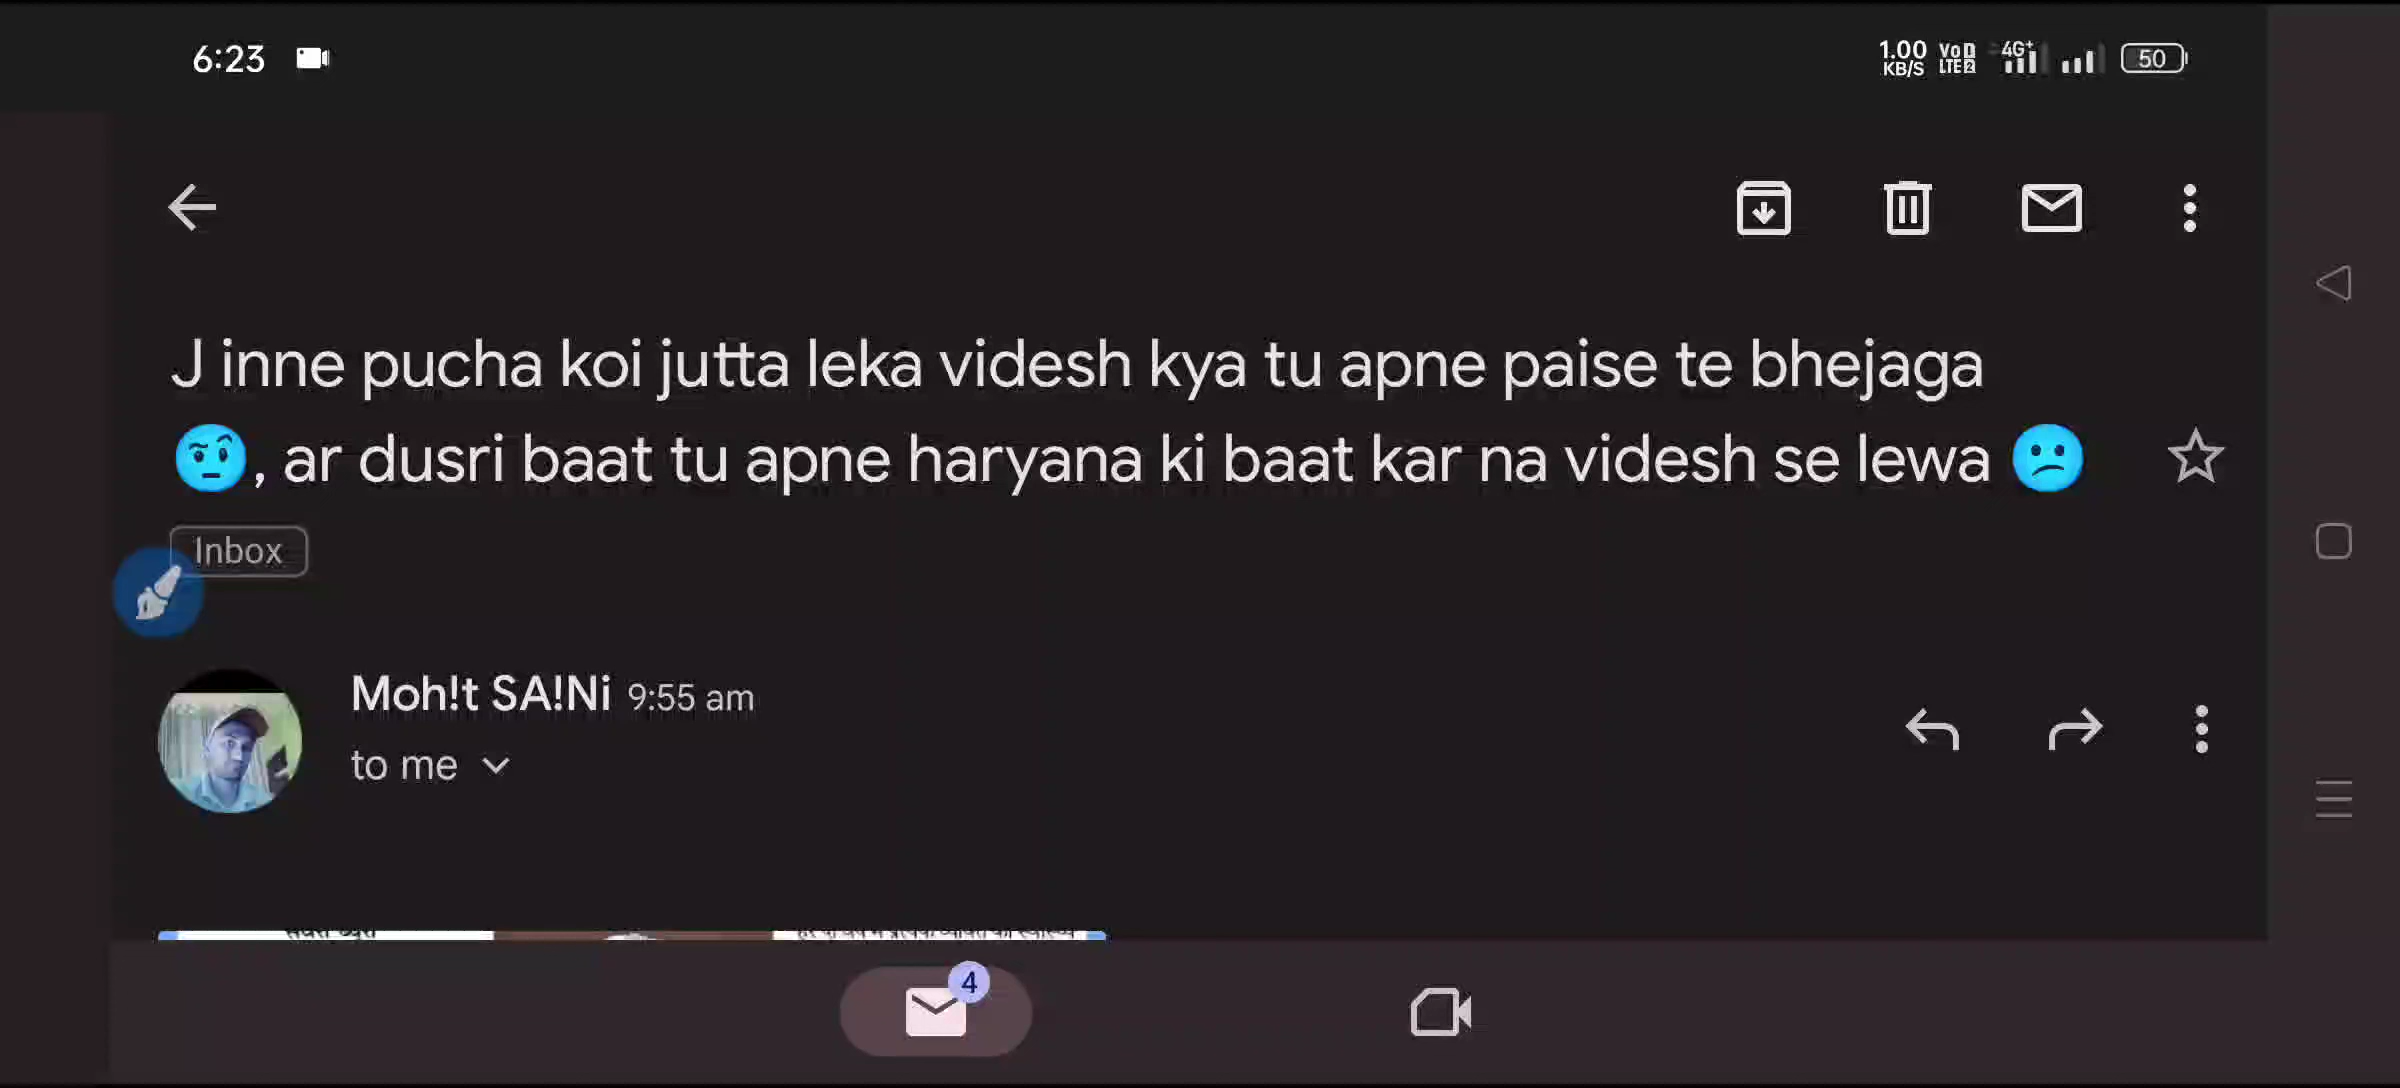 6:23
1.00 KB/S VoLTE 4G+ 50
J inne pucha koi jutta leka videsh kya tu apne paise te bhejaga
🤨, ar dusri baat tu apne haryana ki baat kar na videsh se lewa 😕
Inbox
Moh!t SA!Ni 9:55 am
to me
4